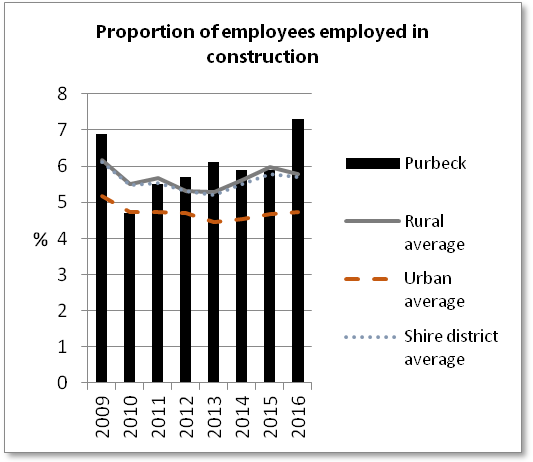 Proportion of employees employed in
construction
8
7
6
5
4
3
2
1
0
%
2009
2010
2011
2012
2013
2014
2015
2016
Purbeck
Rural
average
Urban
average
Shire district
average